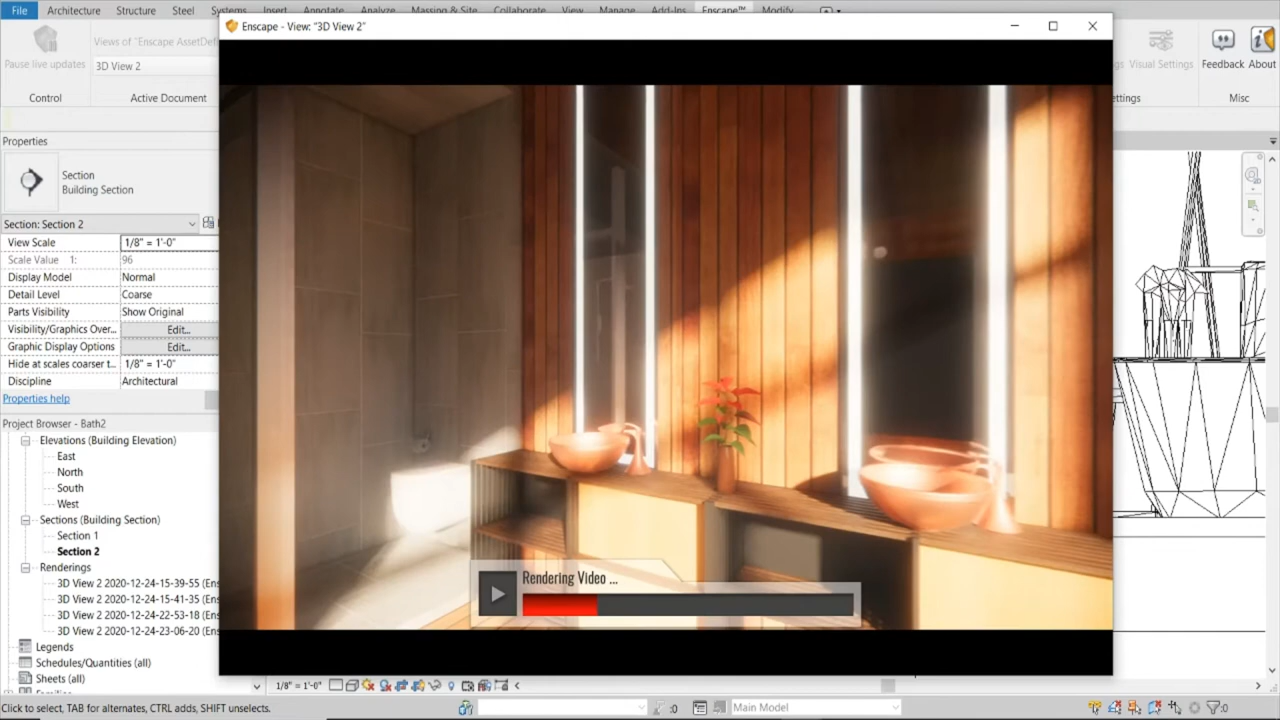 File Architecture Structure Steel Systems Insert Annotate Analyze Massing & Site Collaborate View Manage Add-Ins Enscape™ Modify
Enscape - View: "3D View 2"
Views of "Enscape AssetDef
Pause live updates
3D View 2
Visual Settings Feedback About
Control Active Document Misc
Properties
Section
Building Section
Section: Section 2
View Scale 1/8" = 1'-0"
Scale Value 1: 96
Display Model Normal
Detail Level Coarse
Parts Visibility Show Original
Visibility/Graphics Over... Edit...
Graphic Display Options Edit...
Hide at scales coarser t... 1/8" = 1'-0"
Discipline Architectural
Properties help
Project Browser - Bath2
Elevations (Building Elevation)
East
North
South
West
Sections (Building Section)
Section 1
Section 2
Renderings
3D View 2 2020-12-24-15-39-55 (Ens
3D View 2 2020-12-24-15-41-35 (Ens
3D View 2 2020-12-24-22-53-18 (Ens
3D View 2 2020-12-24-23-06-20 (Ens
Legends
Schedules/Quantities (all)
Sheets (all)
Rendering Video ...
1/8" = 1'-0"
Click to select, TAB for alternates, CTRL adds, SHIFT unselects.
:0
Main Model
:0